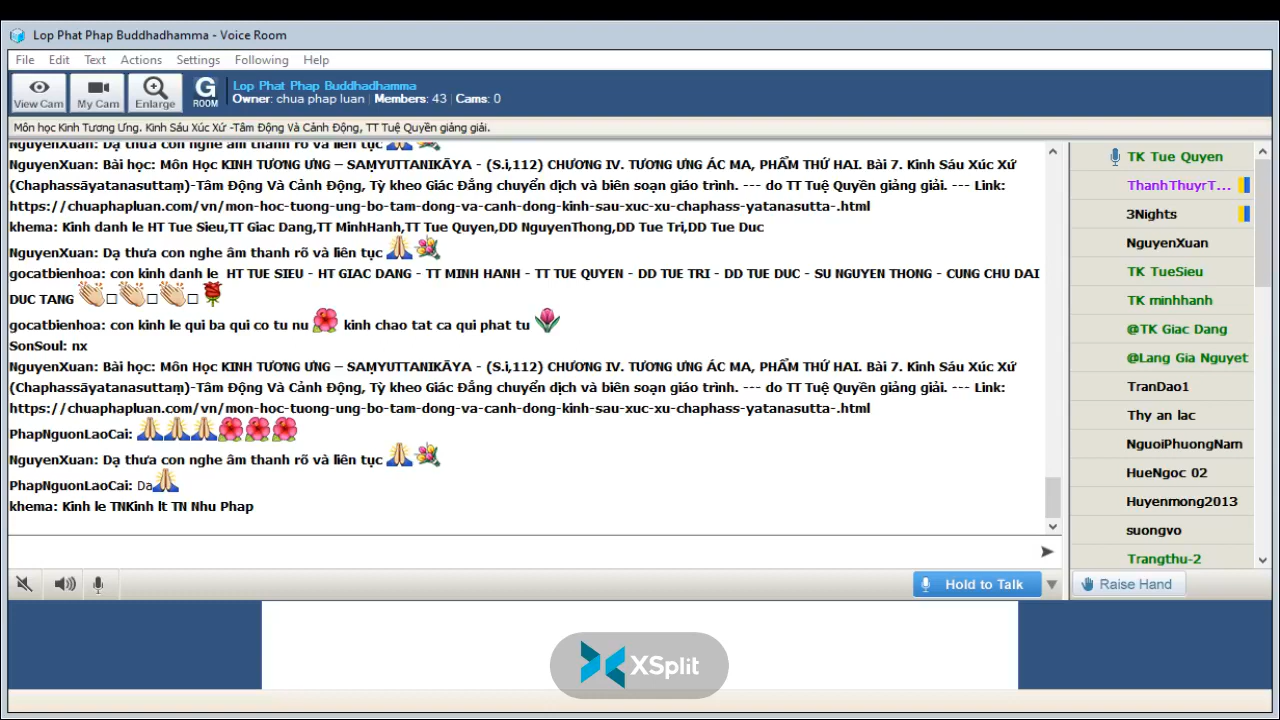 Lop Phat Phap Buddhadhamma - Voice Room
File Edit Text Actions Settings Following Help
View Cam My Cam Enlarge G ROOM
Lop Phat Phap Buddhadhamma
Owner: chua phap luan | Members: 43 | Cams: 0
Môn học Kinh Tương Ưng. Kinh Sáu Xúc Xứ -Tâm Động Và Cảnh Động, TT Tuệ Quyền giảng giải.
NguyenXuan: Dạ thưa con nghe âm thanh rõ và liên tục
NguyenXuan: Bài học: Môn Học KINH TƯƠNG ƯNG – SAṂYUTTANIKĀYA - (S.i,112) CHƯƠNG IV. TƯƠNG ƯNG ÁC MA, PHẨM THỨ HAI. Bài 7. Kinh Sáu Xúc Xứ
(Chaphassāyatanasuttaṃ)-Tâm Động Và Cảnh Động, Tỳ kheo Giác Đẳng chuyển dịch và biên soạn giáo trình. --- do TT Tuệ Quyền giảng giải. --- Link:
https://chuaphapluan.com/vn/mon-hoc-tuong-ung-bo-tam-dong-va-canh-dong-kinh-sau-xuc-xu-chaphass-yatanasutta-.html
khema: Kinh danh le HT Tue Sieu,TT Giac Dang,TT MinhHanh,TT Tue Quyen,DD NguyenThong,DD Tue Tri,DD Tue Duc
NguyenXuan: Dạ thưa con nghe âm thanh rõ và liên tục
gocatbienhoa: con kinh danh le HT TUE SIEU - HT GIAC DANG - TT MINH HANH - TT TUE QUYEN - DD TUE TRI - DD TUE DUC - SU NGUYEN THONG - CUNG CHU DAI
DUC TANG
gocatbienhoa: con kinh le qui ba qui co tu nu kinh chao tat ca qui phat tu
SonSoul: nx
NguyenXuan: Bài học: Môn Học KINH TƯƠNG ƯNG – SAṂYUTTANIKĀYA - (S.i,112) CHƯƠNG IV. TƯƠNG ƯNG ÁC MA, PHẨM THỨ HAI. Bài 7. Kinh Sáu Xúc Xứ
(Chaphassāyatanasuttaṃ)-Tâm Động Và Cảnh Động, Tỳ kheo Giác Đẳng chuyển dịch và biên soạn giáo trình. --- do TT Tuệ Quyền giảng giải. --- Link:
https://chuaphapluan.com/vn/mon-hoc-tuong-ung-bo-tam-dong-va-canh-dong-kinh-sau-xuc-xu-chaphass-yatanasutta-.html
PhapNguonLaoCai:
NguyenXuan: Dạ thưa con nghe âm thanh rõ và liên tục
PhapNguonLaoCai: Da
khema: Kinh le TNKinh lt TN Nhu Phap
TK Tue Quyen
ThanhThuyrT...
3Nights
NguyenXuan
TK TueSieu
TK minhhanh
@TK Giac Dang
@Lang Gia Nguyet
TranDao1
Thy an lac
NguoiPhuongNam
HueNgoc 02
Huyenmong2013
suongvo
Trangthu-2
Hold to Talk
Raise Hand
XSplit